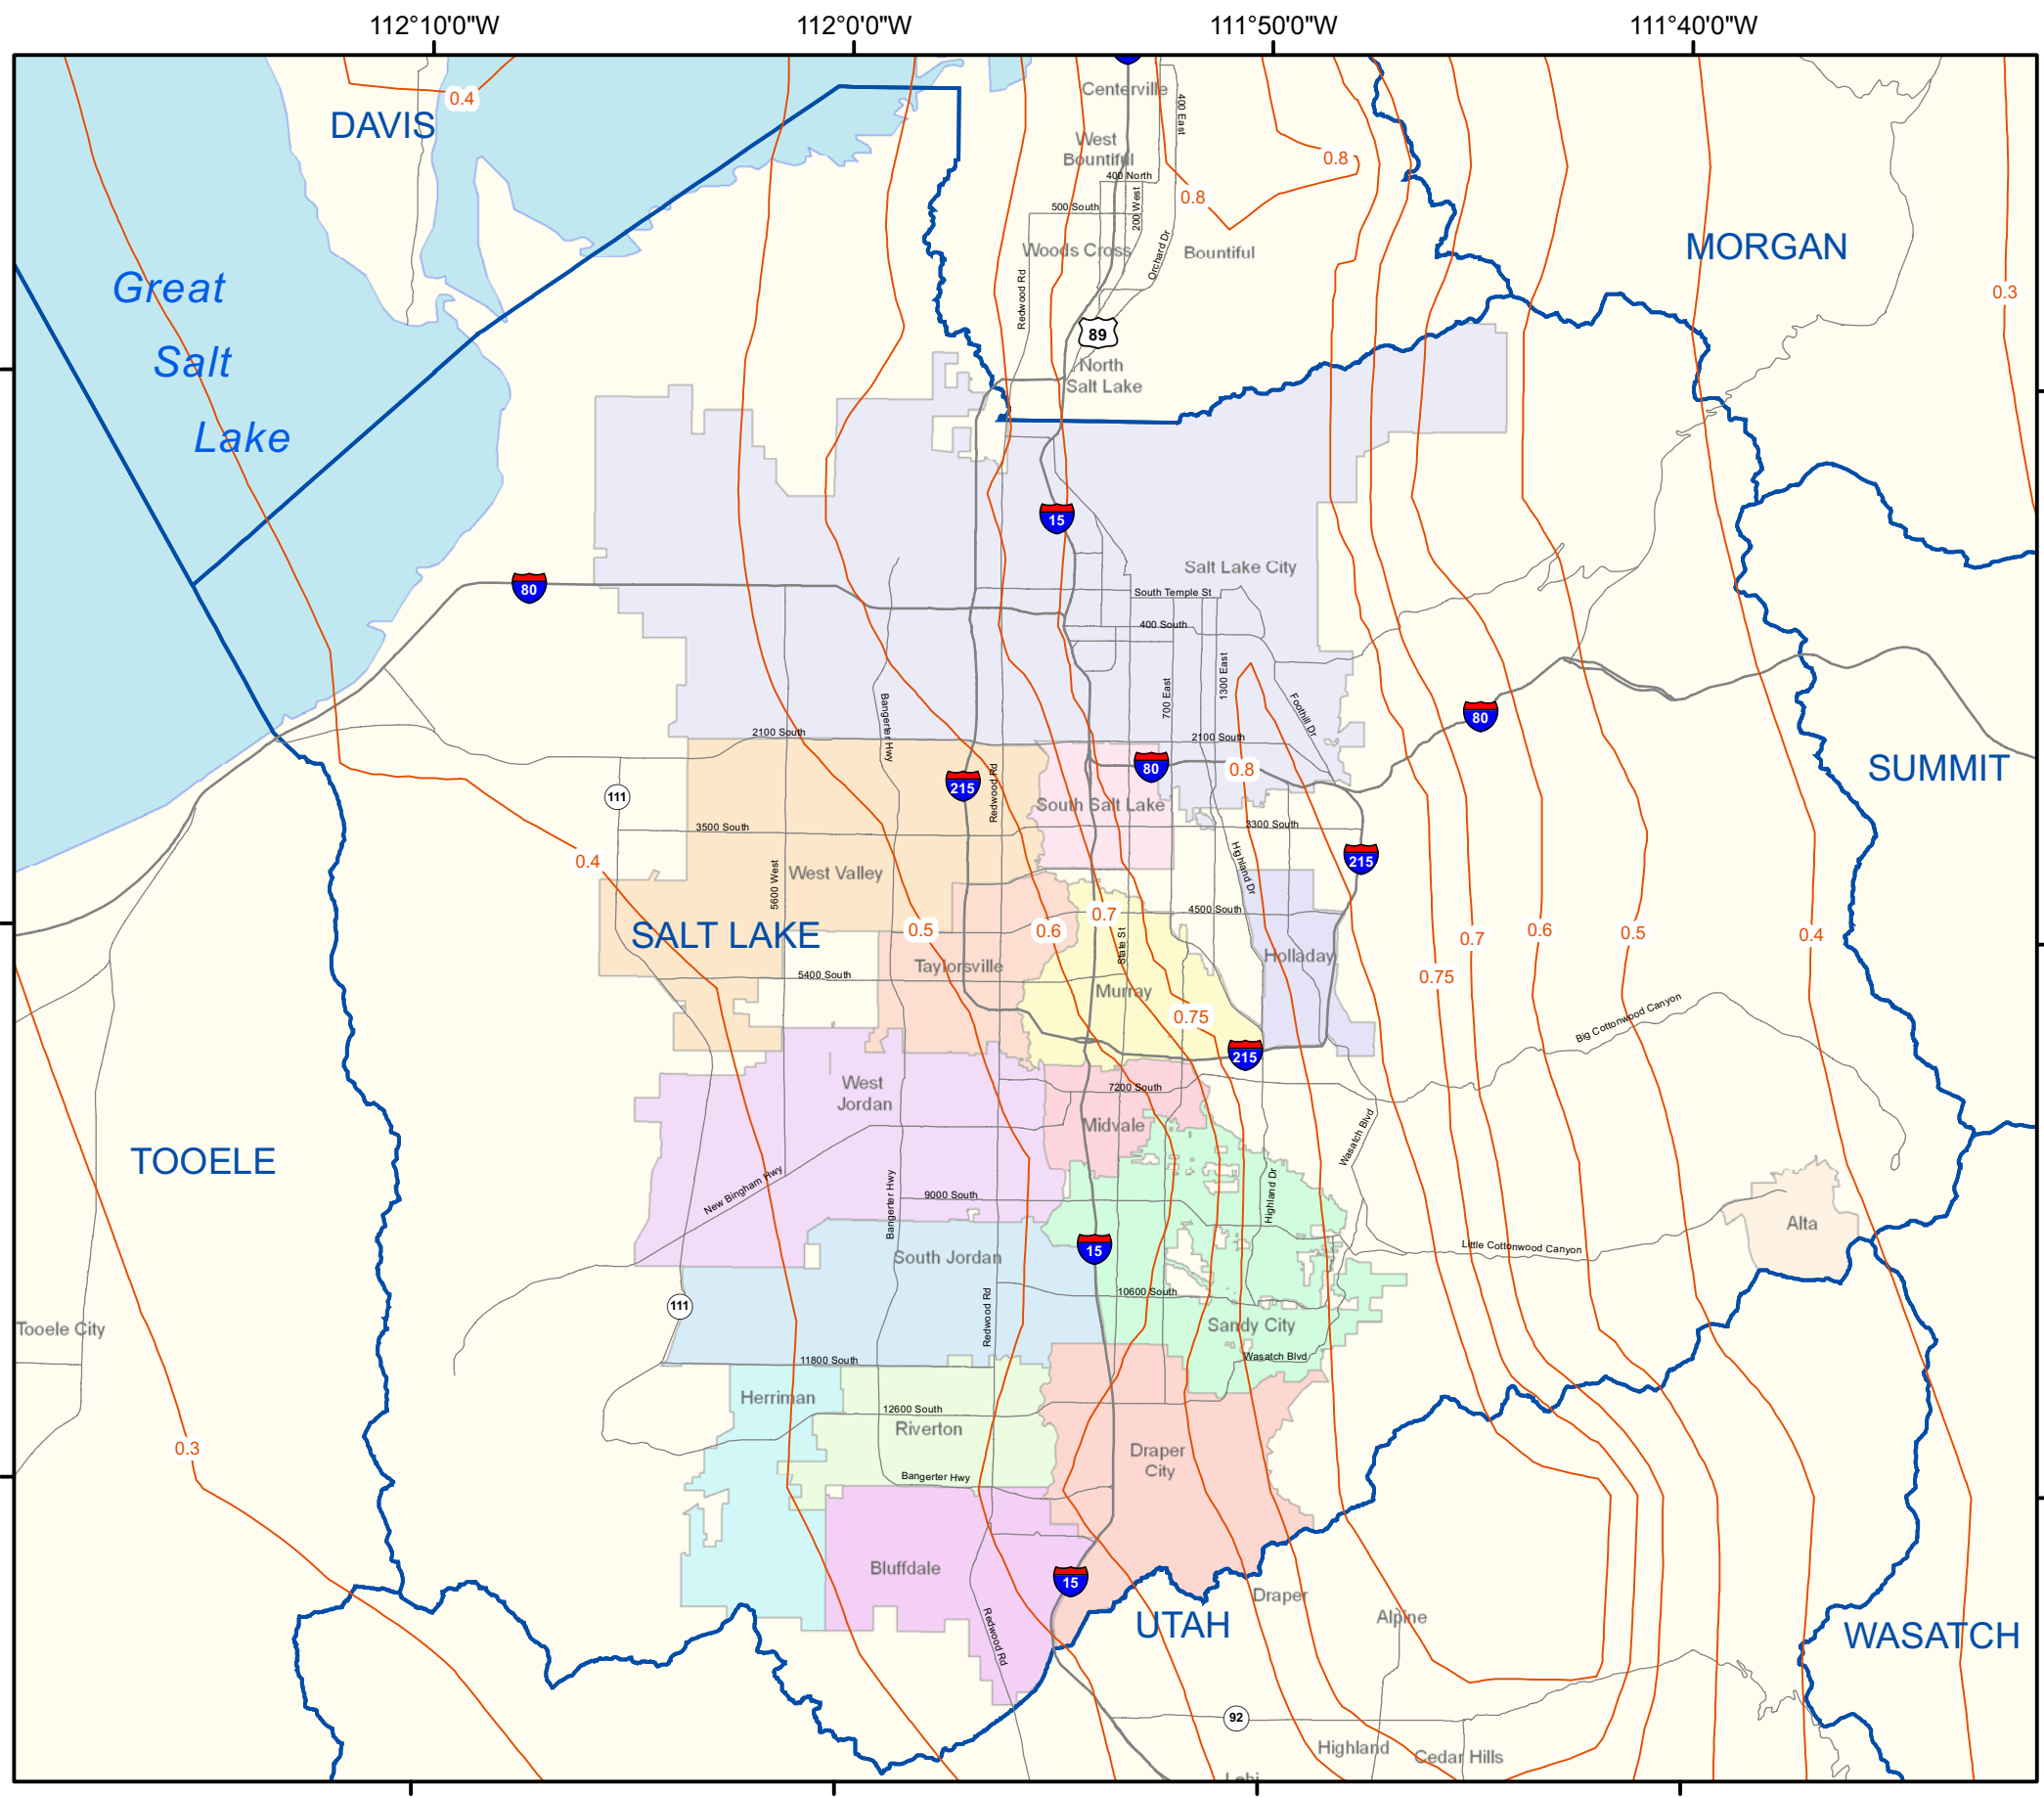 112°10'0"W
112°0'0"W
111°50'0"W
111°40'0"W
Centerville
0.4
DAVIS
400 East
West
Bountiful
0.8
400 North
0.8
200 West
500 South
Woods Cross
Bountiful
Orchard Dr
MORGAN
Great
Redwood Rd
0.3
89
Salt
North
Salt Lake
Lake
15
Salt Lake City
80
South Temple St
400 South
1300 East
700 East
Foothill Dr
Bangerter Hwy
80
2100 South
2100 South
80
0.8
SUMMIT
215
Redwood Rd
111
South Salt Lake
3500 South
3300 South
215
0.4
West Valley
Highland Dr
5600 West
4500 South
0.7
SALT LAKE
0.5
0.6
State St
0.7
0.6
0.5
0.4
Holladay
Taylorsville
5400 South
0.75
Murray
0.75
Big Cottonwood Canyon
215
West
Jordan
7200 South
Midvale
Wasatch Blvd
TOOELE
New Bingham Hwy
Bangerter Hwy
9000 South
Highland Dr
Alta
15
South Jordan
Little Cottonwood Canyon
10600 South
111
Redwood Rd
Tooele City
Sandy City
11800 South
Wasatch Blvd
Herriman
12600 South
Riverton
0.3
Draper
City
Bangerter Hwy
Bluffdale
15
Draper
Alpine
UTAH
Redwood Rd
WASATCH
92
Highland
Cedar Hills
Lehi